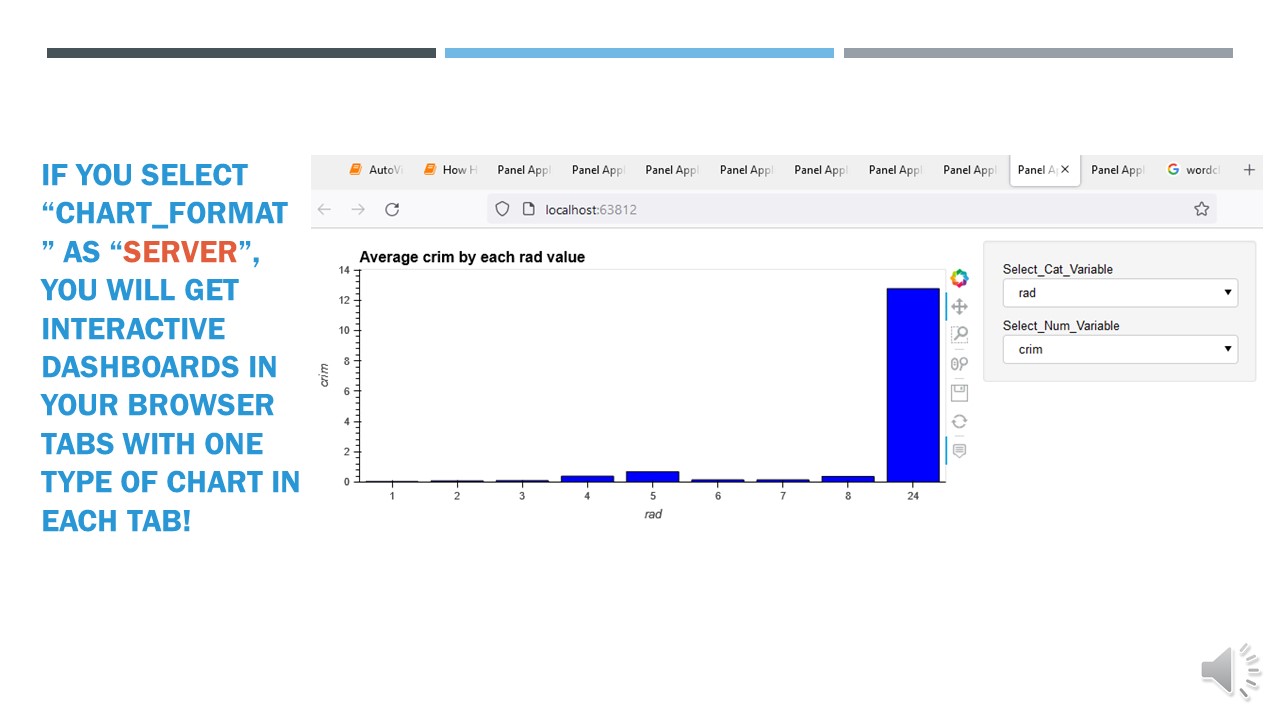 IF YOU SELECT
“CHART_FORMAT
” AS “SERVER”,
YOU WILL GET
INTERACTIVE
DASHBOARDS IN
YOUR BROWSER
TABS WITH ONE
TYPE OF CHART IN
EACH TAB!
AutoVi How H Panel Appl Panel Appl Panel Appl Panel Appl Panel Appl Panel Appl Panel Appl Panel A Panel Appl wordcl
localhost:63812
Average crim by each rad value
14
12
10
8
6
4
2
0
crim
1 2 3 4 5 6 7 8 24
rad
Select_Cat_Variable
rad
Select_Num_Variable
crim